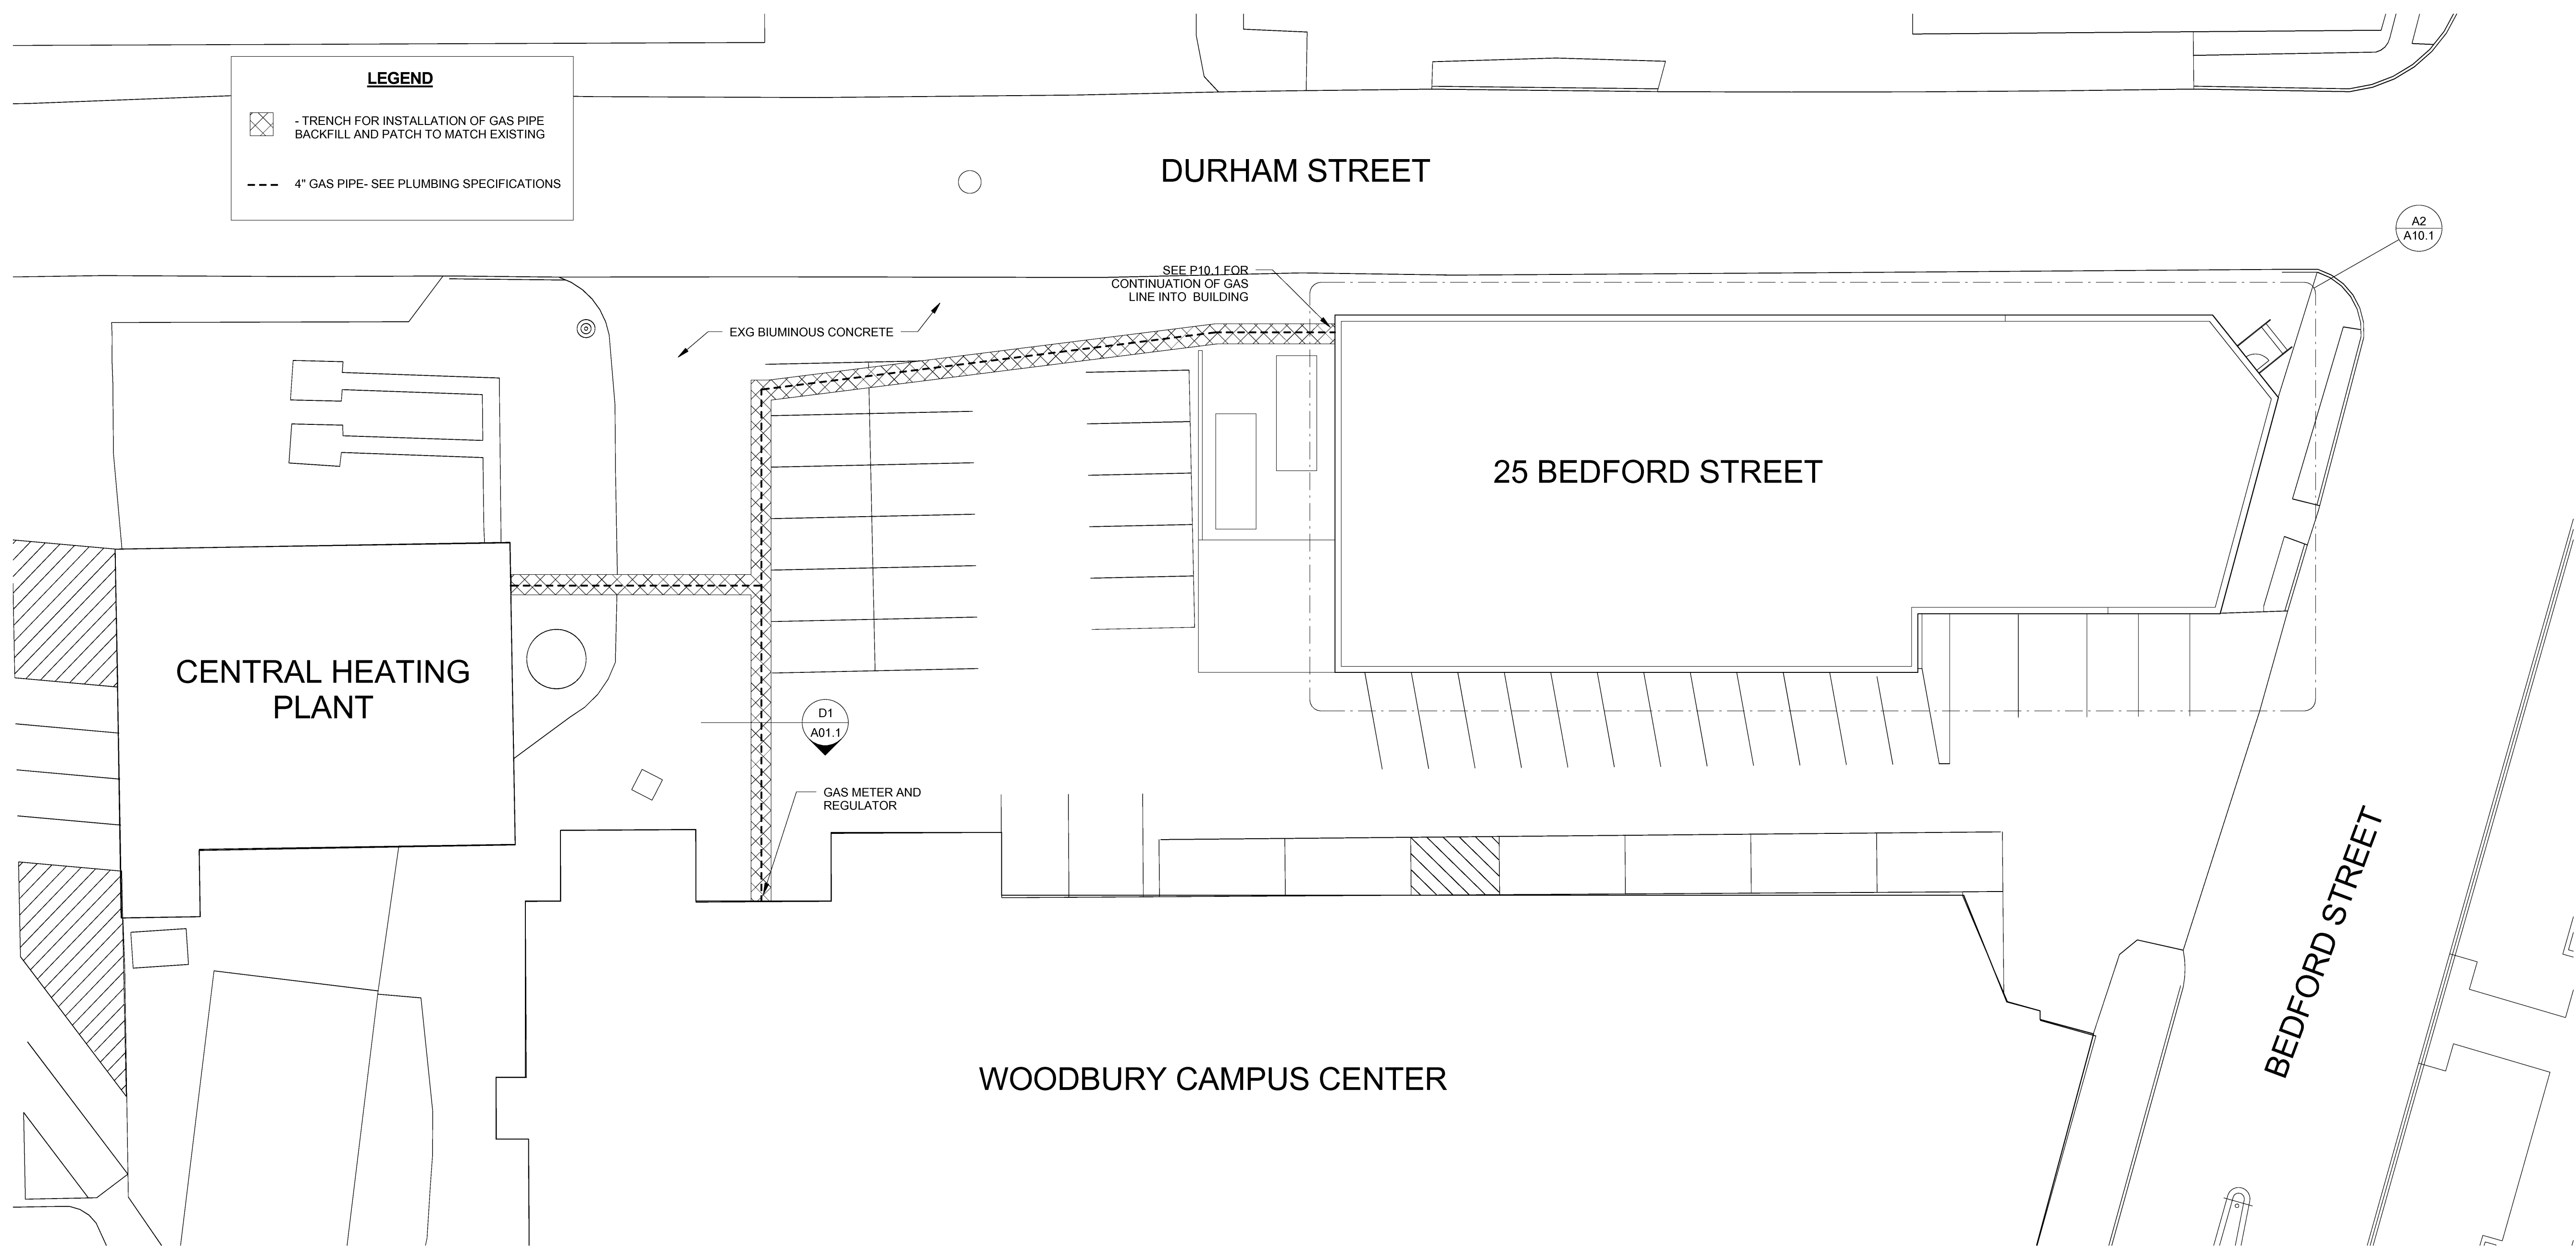 LEGEND
- TRENCH FOR INSTALLATION OF GAS PIPE
BACKFILL AND PATCH TO MATCH EXISTING
4" GAS PIPE- SEE PLUMBING SPECIFICATIONS
DURHAM STREET
A2
A10.1
SEE P10.1 FOR
CONTINUATION OF GAS
LINE INTO BUILDING
EXG BIUMINOUS CONCRETE
25 BEDFORD STREET
CENTRAL HEATING
PLANT
D1
A01.1
GAS METER AND
REGULATOR
BEDFORD STREET
WOODBURY CAMPUS CENTER